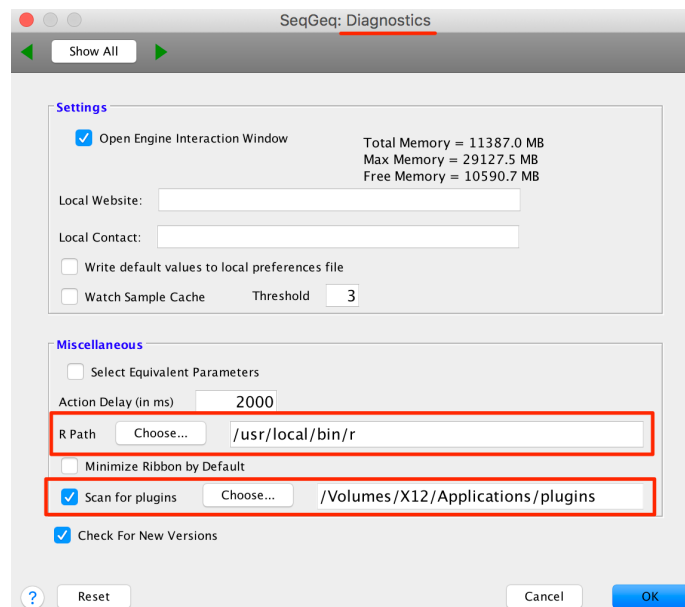 SeqGeq: Diagnostics
Show All
Settings
Open Engine Interaction Window
Total Memory = 11387.0 MB
Max Memory = 29127.5 MB
Free Memory = 10590.7 MB
Local Website:
Local Contact:
Write default values to local preferences file
Watch Sample Cache Threshold 3
Miscellaneous
Select Equivalent Parameters
Action Delay (in ms) 2000
R Path Choose... /usr/local/bin/r
Minimize Ribbon by Default
Scan for plugins Choose... /Volumes/X12/Applications/plugins
Check For New Versions
? Reset Cancel OK